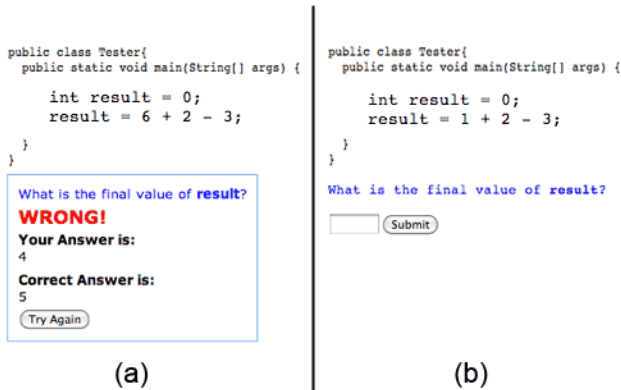 public class Tester{
public static void main(String[] args) {
int result = 0;
result = 6 + 2 - 3;
}
}
What is the final value of result?
WRONG!
Your Answer is:
4
Correct Answer is:
5
Try Again
(a)
public class Tester{
public static void main(String[] args) {
int result = 0;
result = 1 + 2 - 3;
}
}
What is the final value of result?
Submit
(b)